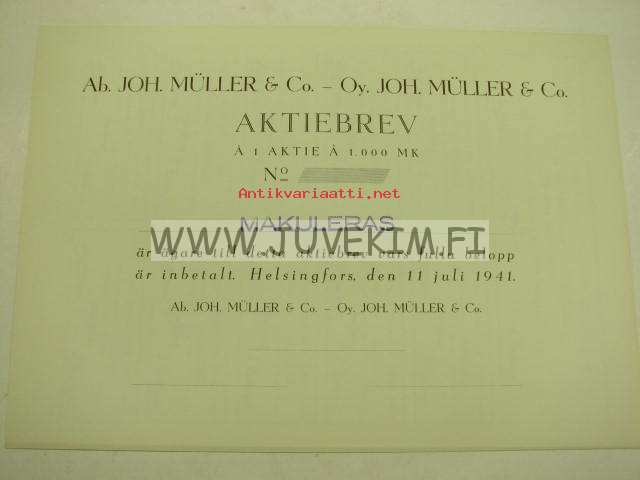 Ab. JOH. MÜLLER & Co. – Oy. JOH. MÜLLER & Co.
AKTIEBREV
À 1 AKTIE À 1.000 MK
No
Antikvariaatti.net
MAKULERAS
WWW.JUVEKIM.FI
är ägare till detta aktiebrev vars fulla belopp
är inbetalt. Helsingfors, den 11 juli 1941.
Ab. JOH. MÜLLER & Co. – Oy. JOH. MÜLLER & Co.